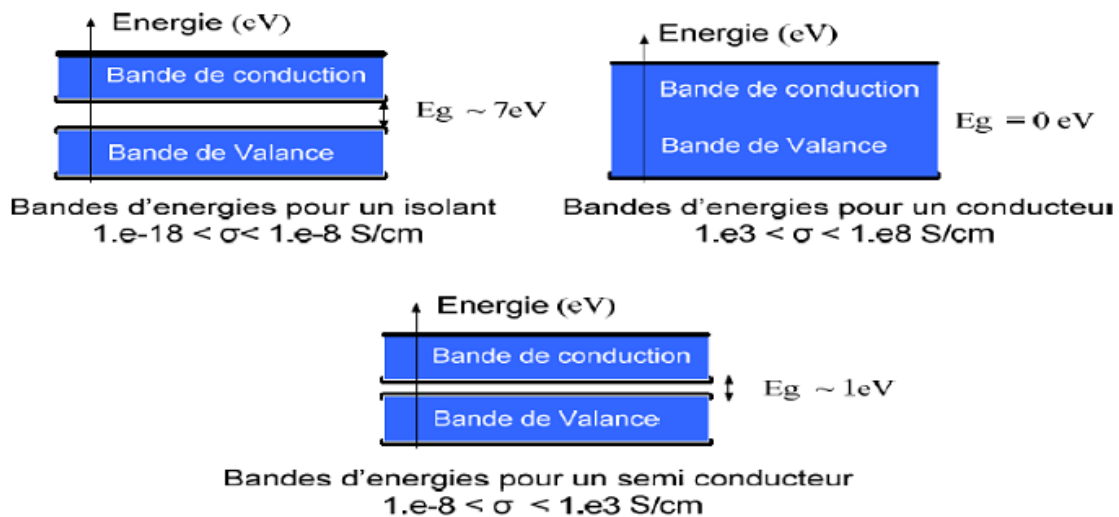 Energie (eV)
Bande de conduction
Eg ~ 7eV
Bande de Valance
Bandes d'energies pour un isolant
1.e-18 < σ< 1.e-8 S/cm
Energie (eV)
Bande de conduction
Eg = 0 eV
Bande de Valance
Bandes d'energies pour un conducteur
1.e3 < σ < 1.e8 S/cm
Energie (eV)
Bande de conduction
Eg ~ 1eV
Bande de Valance
Bandes d'energies pour un semi conducteur
1.e-8 < σ < 1.e3 S/cm